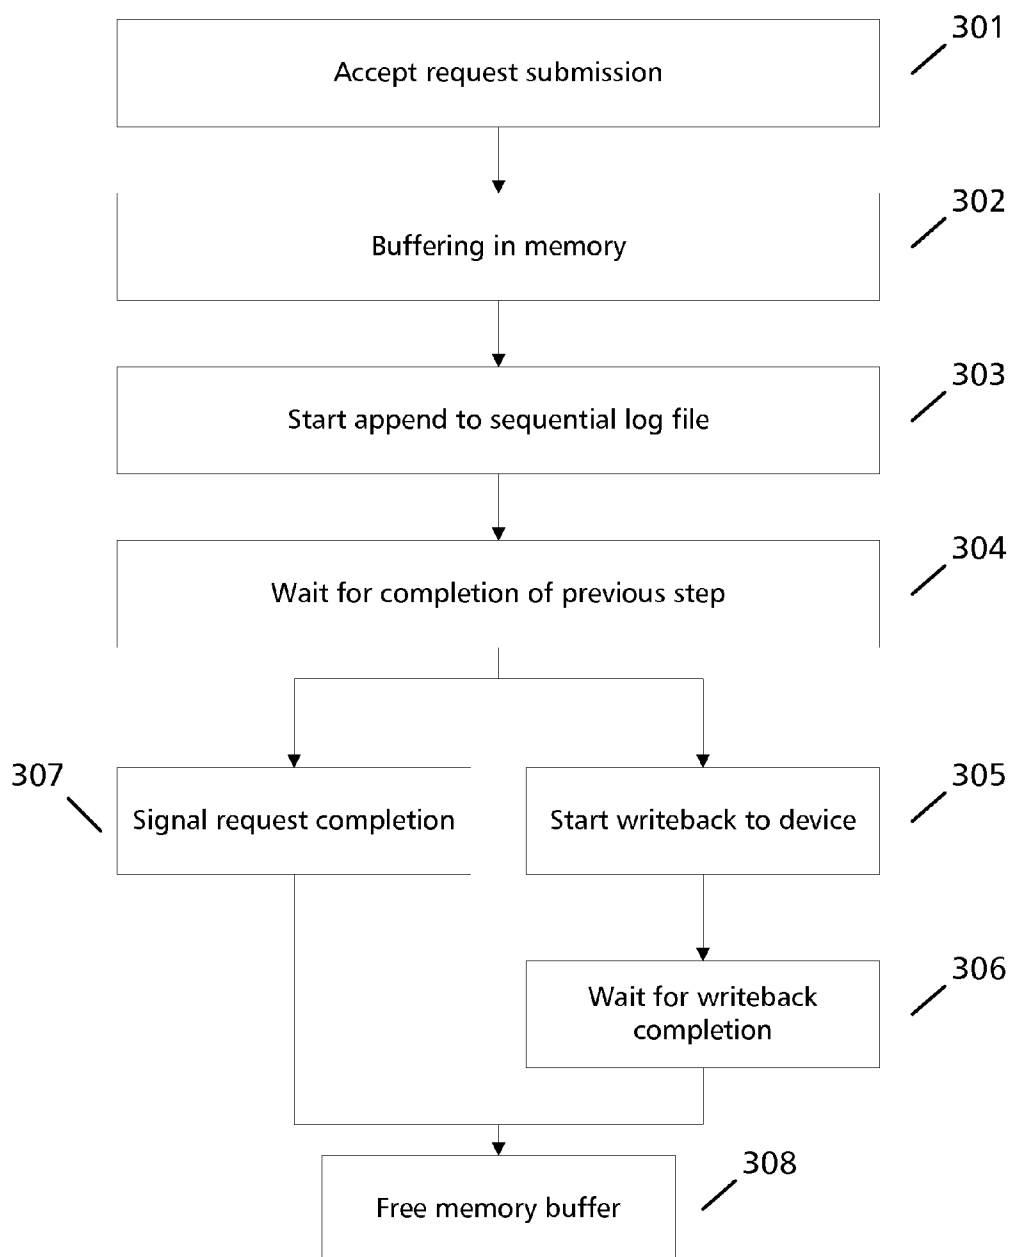 301
Accept request submission
302
Buffering in memory
303
Start append to sequential log file
304
Wait for completion of previous step
307
Signal request completion
305
Start writeback to device
306
Wait for writeback
completion
308
Free memory buffer